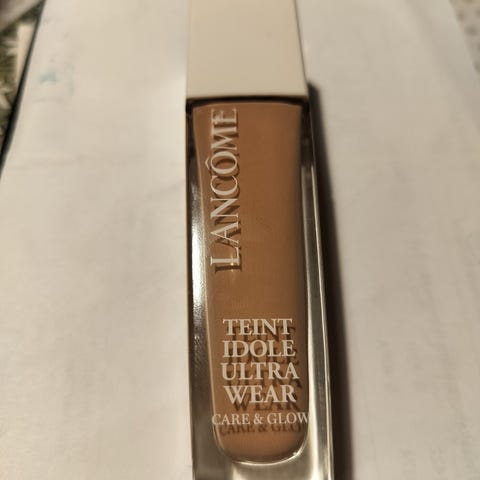 LANCÔME
TEINT
IDOLE
ULTRA
WEAR
CARE & GLOW